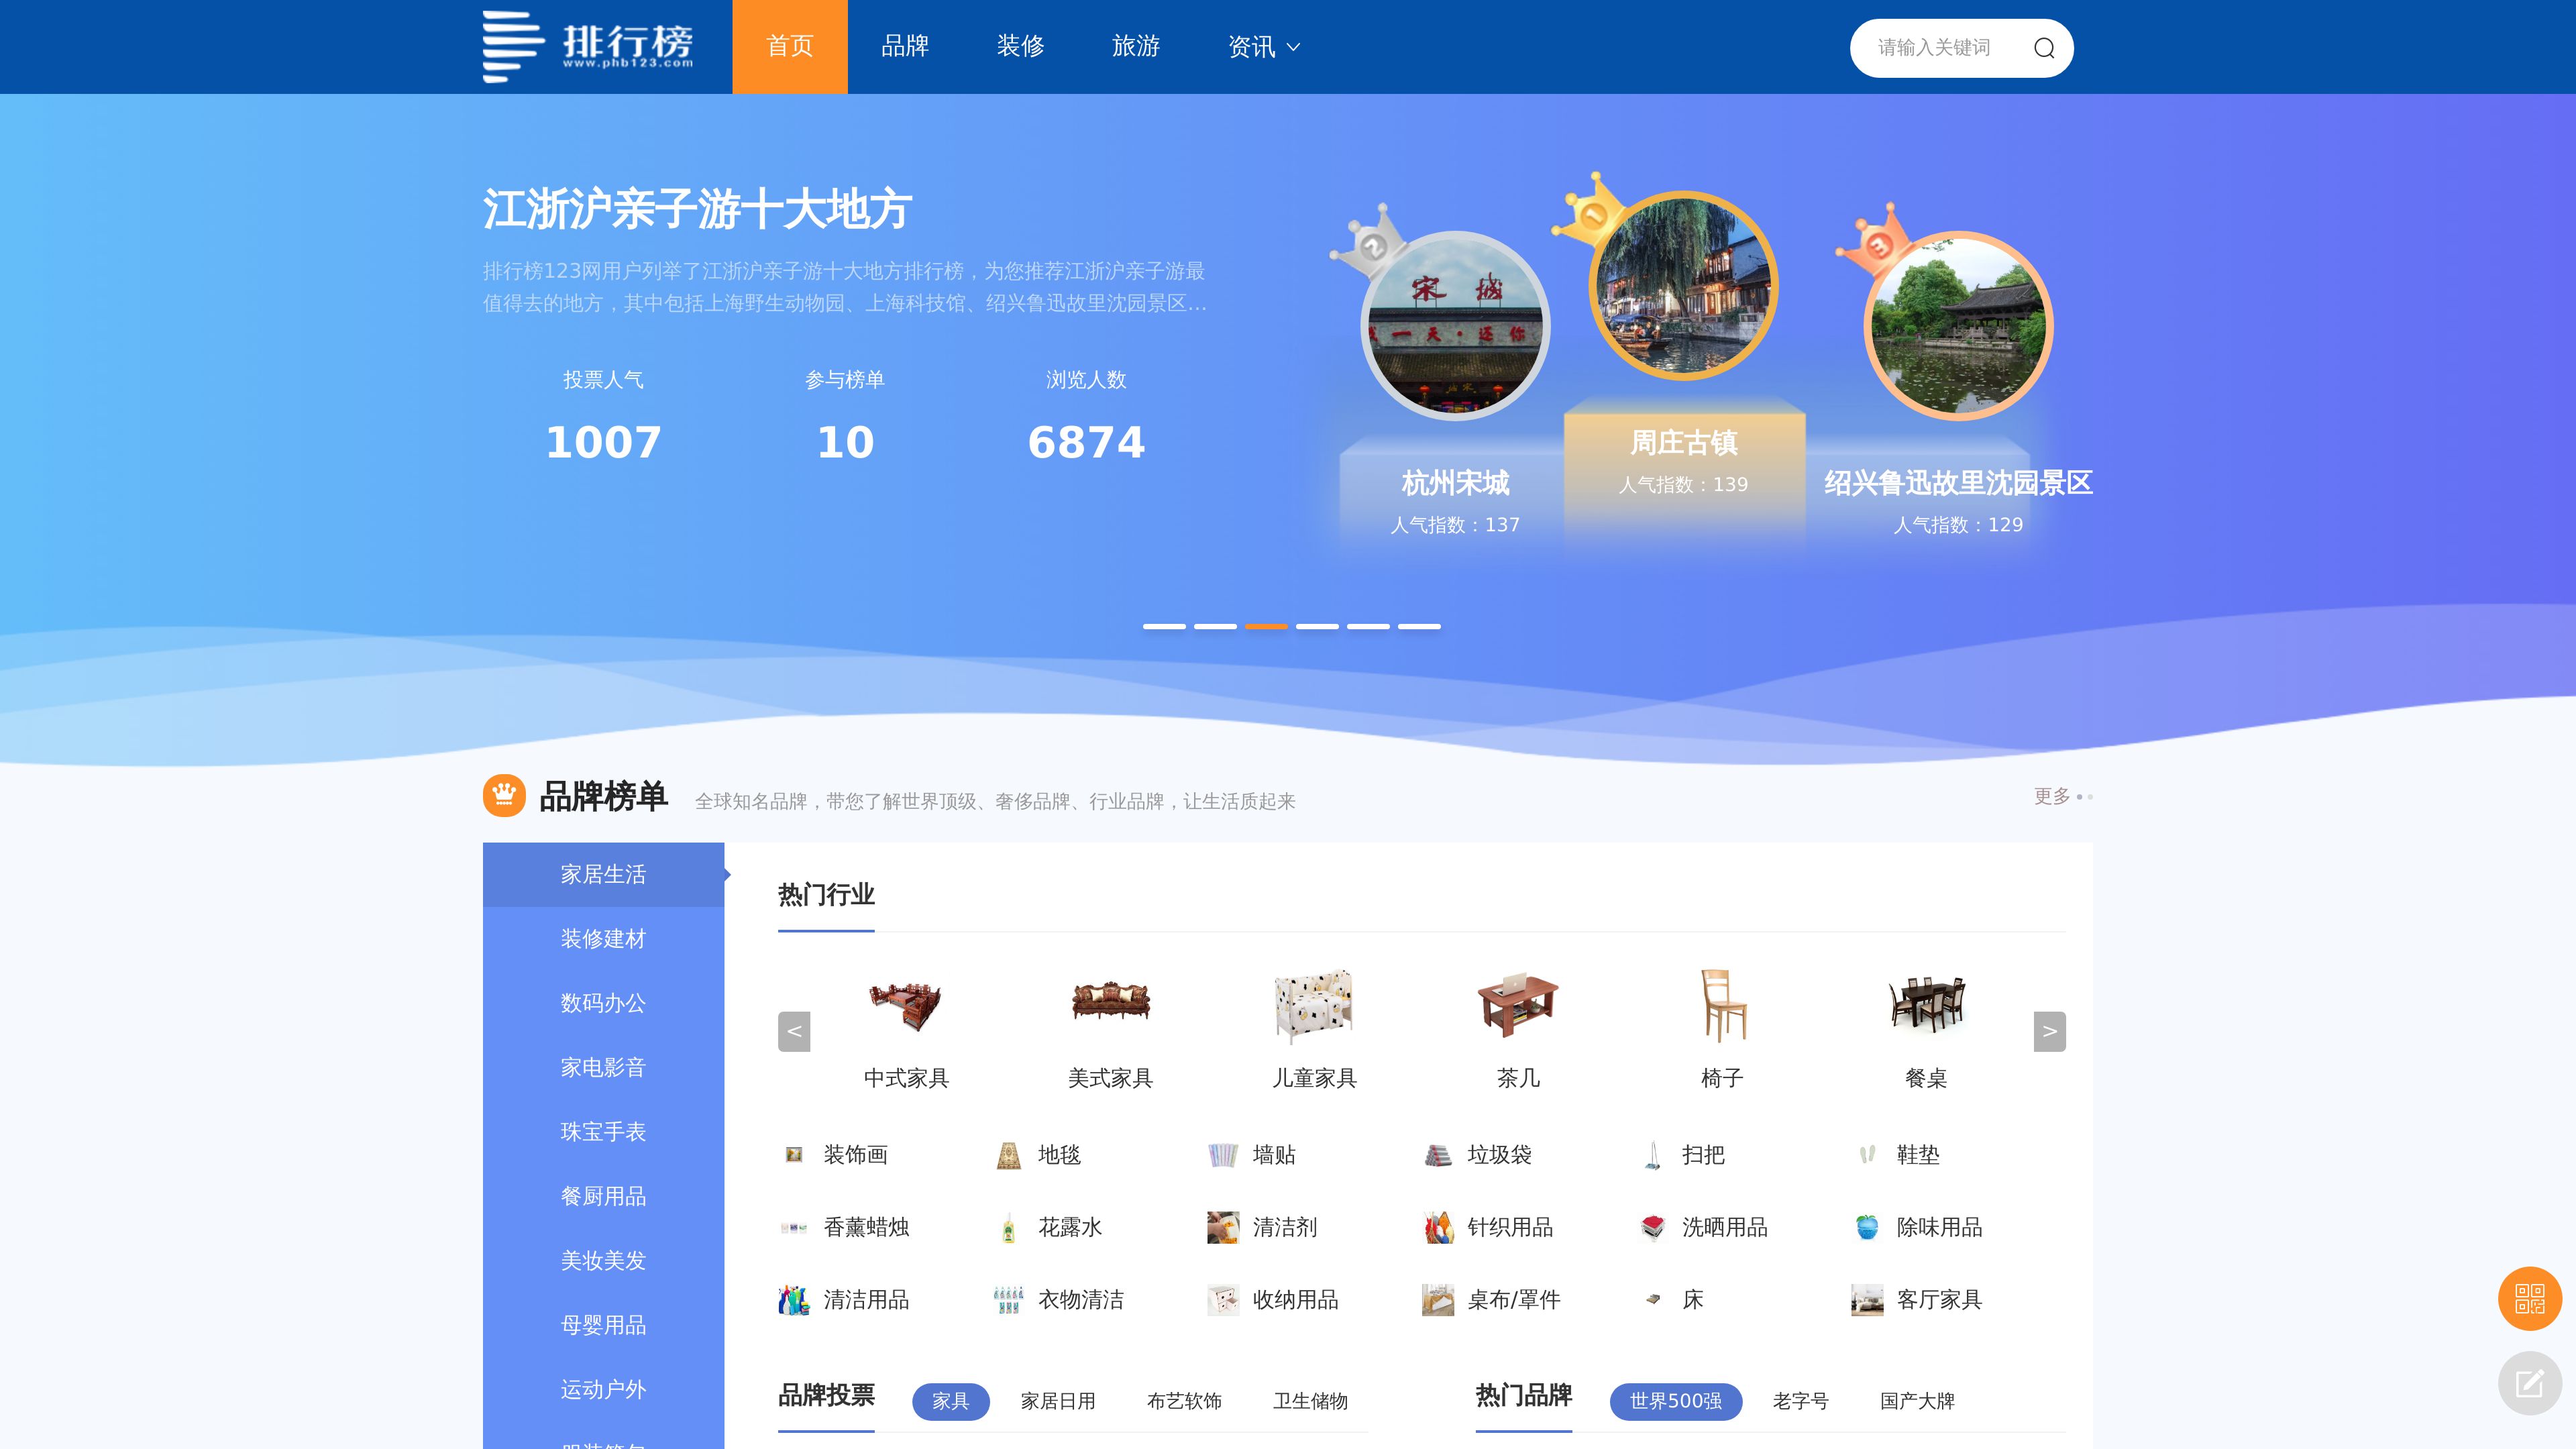 排行榜
www.phb123.com
首页
品牌
装修
旅游
资讯
请输入关键词
江浙沪亲子游十大地方
排行榜123网用户列举了江浙沪亲子游十大地方排行榜，为您推荐江浙沪亲子游最
值得去的地方，其中包括上海野生动物园、上海科技馆、绍兴鲁迅故里沈园景区...
投票人气
参与榜单
浏览人数
1007
10
6874
2
1
3
宋城
一天·还你
杭州宋城
人气指数：137
周庄古镇
人气指数：139
绍兴鲁迅故里沈园景区
人气指数：129
品牌榜单
全球知名品牌，带您了解世界顶级、奢侈品牌、行业品牌，让生活质起来
更多
家居生活
装修建材
数码办公
家电影音
珠宝手表
餐厨用品
美妆美发
母婴用品
运动户外
热门行业
<
中式家具
美式家具
儿童家具
茶几
椅子
餐桌
>
装饰画
地毯
墙贴
垃圾袋
扫把
鞋垫
香薰蜡烛
花露水
清洁剂
针织用品
洗晒用品
除味用品
清洁用品
衣物清洁
收纳用品
桌布/罩件
床
客厅家具
品牌投票
家具
家居日用
布艺软饰
卫生储物
热门品牌
世界500强
老字号
国产大牌